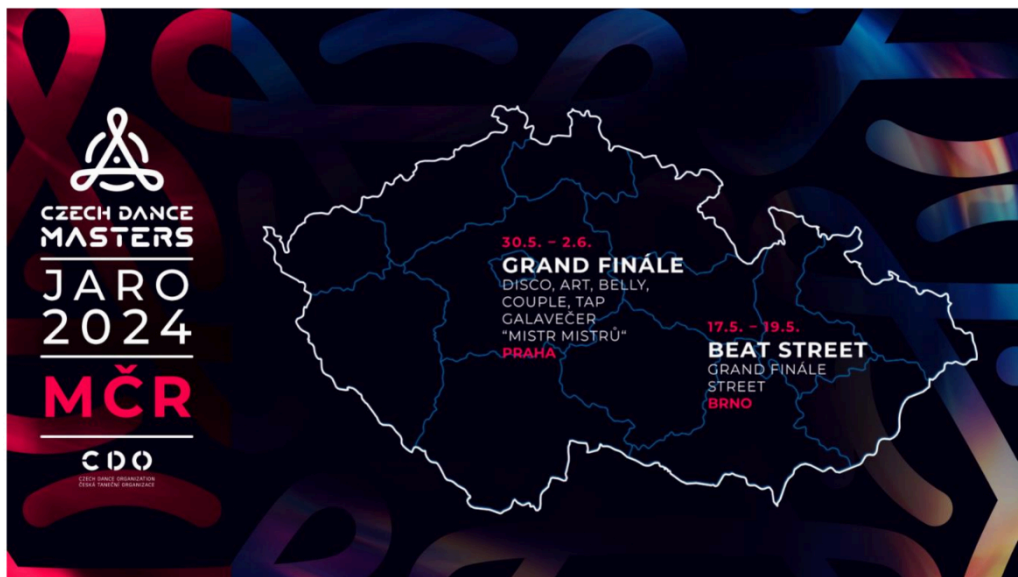 CZECH DANCE
MASTERS
JARO
2024
MČR
CDO
CZECH DANCE ORGANIZATION
ČESKÁ TANEČNÍ ORGANIZACE
30.5. – 2.6.
GRAND FINÁLE
DISCO, ART, BELLY,
COUPLE, TAP
GALAVEČER
"MISTR MISTRŮ"
PRAHA
17.5. – 19.5.
BEAT STREET
GRAND FINÁLE
STREET
BRNO